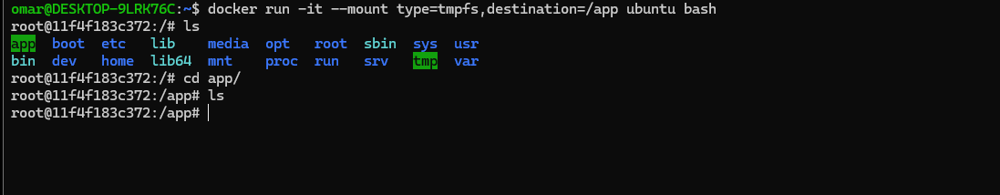 omar@DESKTOP-9LRK76C:~$ docker run -it --mount type=tmpfs,destination=/app ubuntu bash
root@11f4f183c372:/# ls
app boot etc lib media opt root sbin sys usr
bin dev home lib64 mnt proc run srv tmp var
root@11f4f183c372:/# cd app/
root@11f4f183c372:/app# ls
root@11f4f183c372:/app#